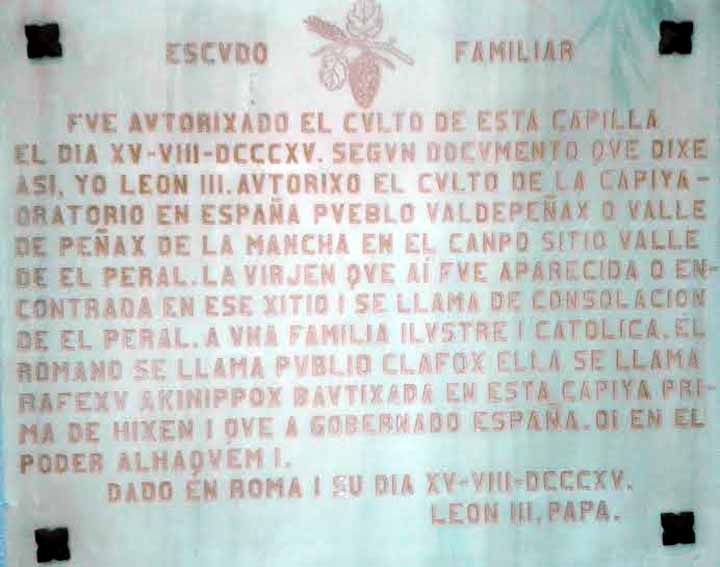 ESCVDO FAMILIAR
FVE AVTORIXADO EL CVLTO DE ESTA CAPILLA
EL DIA XV-VIII-DCCCXV. SEGVN DOCVMENTO QVE DIXE
ASI, YO LEON III. AVTORIXO EL CVLTO DE LA CAPIYA-
ORATORIO EN ESPAÑA PVEBLO VALDEPEÑAX O VALLE
DE PEÑAX DE LA MANCHA EN EL CANPO SITIO VALLE
DE EL PERAL. LA VIRJEN QVE AÍ FVE APARECIDA O EN-
CONTRADA EN ESE XITIO I SE LLAMA DE CONSOLACION
DE EL PERAL. A VNA FAMILIA ILVSTRE I CATOLICA. EL
ROMANO SE LLAMA PVBLIO CLAFOX ELLA SE LLAMA
RAFEXV AKINIPPOX BAVTIXADA EN ESTA CAPIYA PRI-
MA DE HIXEN I QVE A GOBERNADO ESPAÑA. OI EN EL
PODER ALHAQVEM I.
DADO EN ROMA I SU DIA XV-VIII-DCCCXV.
LEON III, PAPA.